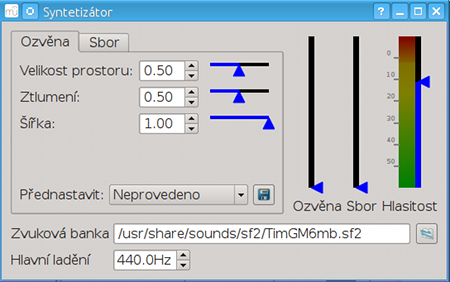 Syntetizátor
Ozvěna Sbor
Velikost prostoru: 0.50
Ztlumení: 0.50
Šířka: 1.00
Přednastavit: Neprovedeno
0
10
20
30
40
50
Ozvěna Sbor Hlasitost
Zvuková banka /usr/share/sounds/sf2/TimGM6mb.sf2
Hlavní ladění 440.0Hz